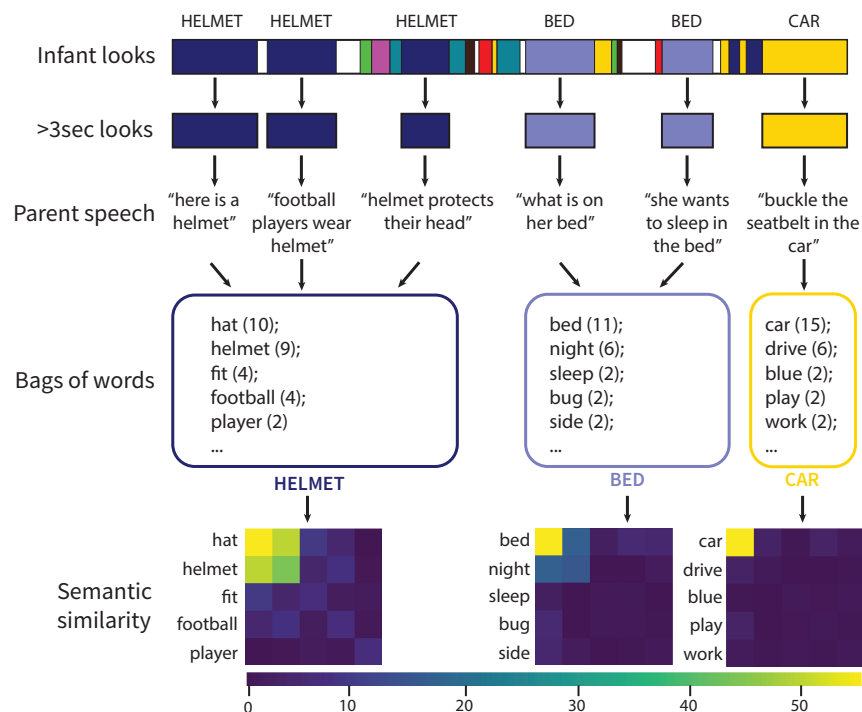 HELMET HELMET HELMET BED BED CAR
Infant looks
>3sec looks
Parent speech
“here is a
helmet”
“football
players wear
helmet”
“helmet protects
their head”
“what is on
her bed”
“she wants
to sleep in
the bed”
“buckle the
seatbelt in the
car”
Bags of words
hat (10);
helmet (9);
fit (4);
football (4);
player (2)
...
HELMET
bed (11);
night (6);
sleep (2);
bug (2);
side (2);
...
BED
car (15);
drive (6);
blue (2);
play (2)
work (2);
...
CAR
Semantic
similarity
hat
helmet
fit
football
player
bed
night
sleep
bug
side
car
drive
blue
play
work
0 10 20 30 40 50